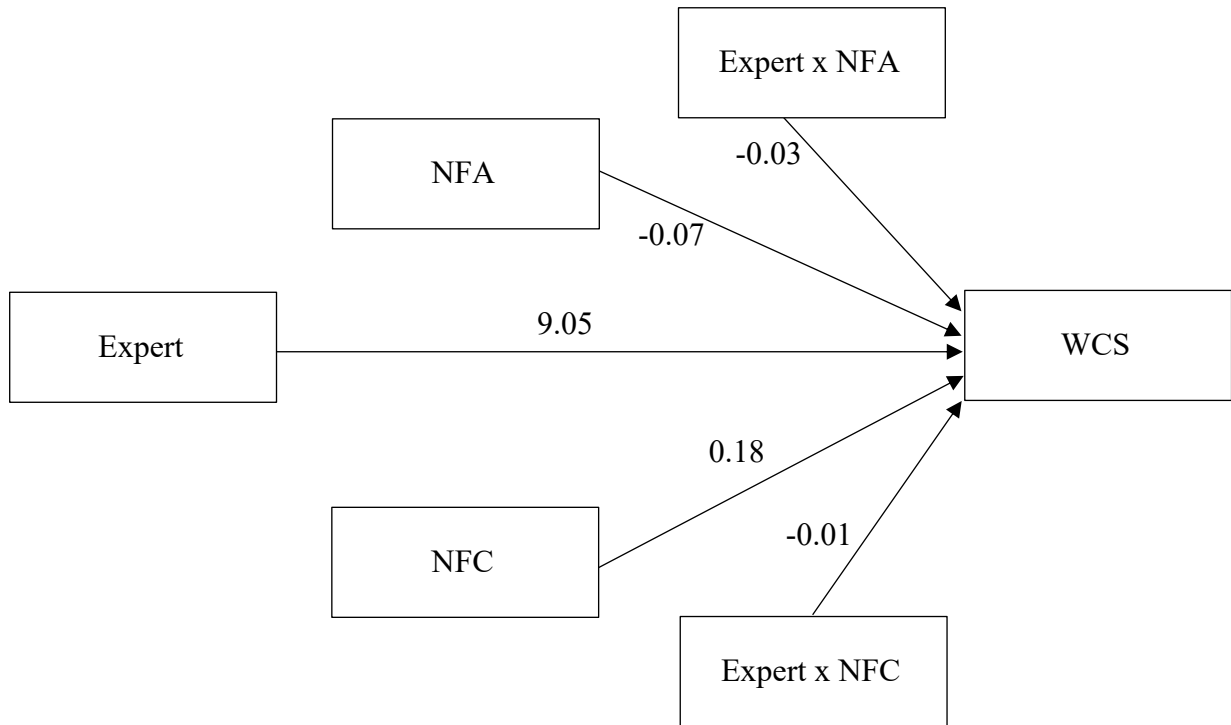 Expert x NFA
-0.03
NFA
-0.07
9.05
Expert
WCS
0.18
NFC
-0.01
Expert x NFC